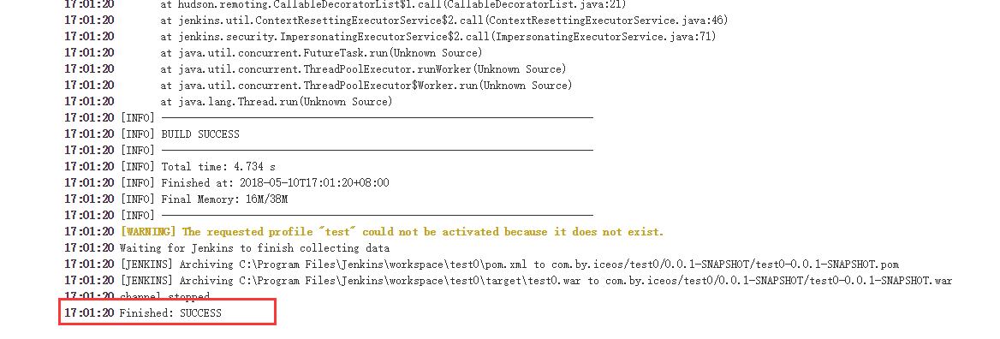 17:01:20 at hudson.remoting.CallableDecoratorList$1.call(CallableDecoratorList.java:21)
17:01:20 at jenkins.util.ContextResettingExecutorService$2.call(ContextResettingExecutorService.java:46)
17:01:20 at jenkins.security.ImpersonatingExecutorService$2.call(ImpersonatingExecutorService.java:71)
17:01:20 at java.util.concurrent.FutureTask.run(Unknown Source)
17:01:20 at java.util.concurrent.ThreadPoolExecutor.runWorker(Unknown Source)
17:01:20 at java.util.concurrent.ThreadPoolExecutor$Worker.run(Unknown Source)
17:01:20 at java.lang.Thread.run(Unknown Source)
17:01:20 [INFO] ------------------------------------------------------------------------
17:01:20 [INFO] BUILD SUCCESS
17:01:20 [INFO] ------------------------------------------------------------------------
17:01:20 [INFO] Total time: 4.734 s
17:01:20 [INFO] Finished at: 2018-05-10T17:01:20+08:00
17:01:20 [INFO] Final Memory: 16M/38M
17:01:20 [INFO] ------------------------------------------------------------------------
17:01:20 [WARNING] The requested profile "test" could not be activated because it does not exist.
17:01:20 Waiting for Jenkins to finish collecting data
17:01:20 [JENKINS] Archiving C:\Program Files\Jenkins\workspace\test0\pom.xml to com.by.iceos/test0/0.0.1-SNAPSHOT/test0-0.0.1-SNAPSHOT.pom
17:01:20 [JENKINS] Archiving C:\Program Files\Jenkins\workspace\test0\target\test0.war to com.by.iceos/test0/0.0.1-SNAPSHOT/test0-0.0.1-SNAPSHOT.war
17:01:20 channel stopped
17:01:20 Finished: SUCCESS